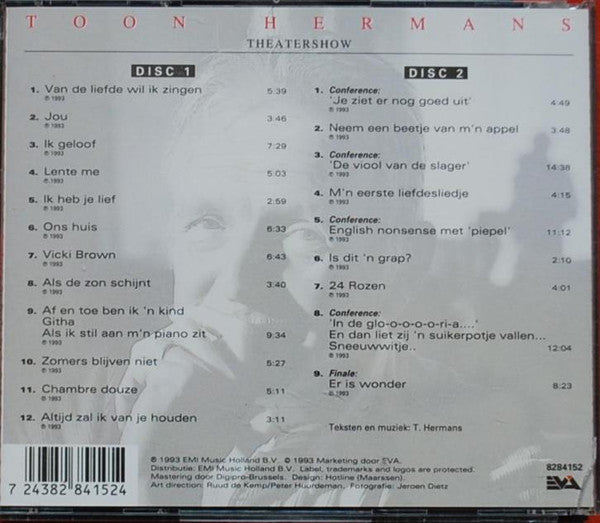 TOON HERMANS
THEATERSHOW
DISC 1
1. Van de liefde wil ik zingen 5:39
℗ 1993
2. Jou 3:46
℗ 1993
3. Ik geloof 7:29
℗ 1993
4. Lente me 5:03
℗ 1993
5. Ik heb je lief 2:59
℗ 1993
6. Ons huis 6:33
℗ 1993
7. Vicki Brown 6:43
℗ 1993
8. Als de zon schijnt 3:40
℗ 1993
9. Af en toe ben ik 'n kind
Githa
Als ik stil aan m'n piano zit 9:34
℗ 1993
10. Zomers blijven niet 5:27
℗ 1993
11. Chambre douze 5:11
℗ 1993
12. Altijd zal ik van je houden 3:11
℗ 1993
DISC 2
1. Conference:
'Je ziet er nog goed uit' 4:49
℗ 1993
2. Neem een beetje van m'n appel 3:48
℗ 1993
3. Conference:
'De viool van de slager' 14:38
℗ 1993
4. M'n eerste liefdesliedje 4:15
℗ 1993
5. Conference:
English nonsense met 'piepel' 11:12
℗ 1993
6. Is dit 'n grap? 2:10
℗ 1993
7. 24 Rozen 4:01
℗ 1993
8. Conference:
'In de glo-o-o-o-o-ri-a....'
En dan liet zij 'n suikerpotje vallen...
Sneeuwwitje.. 12:04
℗ 1993
9. Finale:
Er is wonder 8:23
℗ 1993
Teksten en muziek: T. Hermans
℗ 1993 EMI Music Holland B.V. © 1993 Marketing door EVA.
Distributie: EMI Music Holland B.V. Label, trademarks and logos are protected.
Mastering door Digipro-Brussels. Design: Hotline (Maarssen).
Art direction: Ruud de Kemp/Peter Huurdeman, Fotografie: Jeroen Dietz
7 24382 841524
8284152
EVA